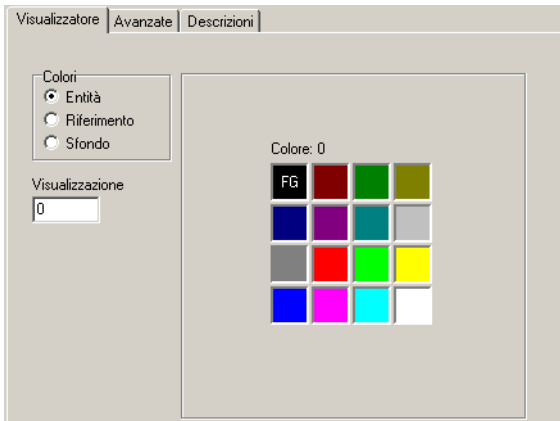 Visualizzatore Avanzate Descrizioni
Colori
Entità
Riferimento
Sfondo
Visualizzazione
0
Colore: 0
FG